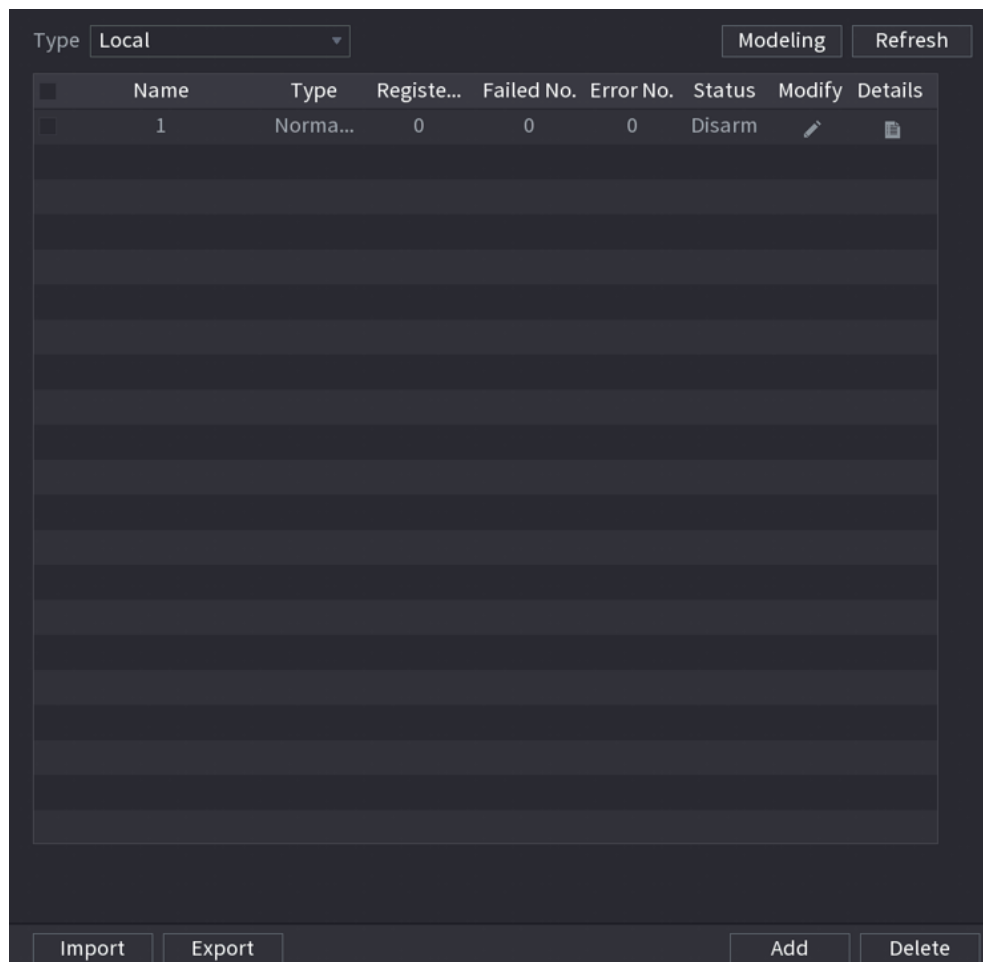 Type Local Modeling Refresh
Name Type Registe... Failed No. Error No. Status Modify Details
1 Norma... 0 0 0 Disarm
Import Export Add Delete